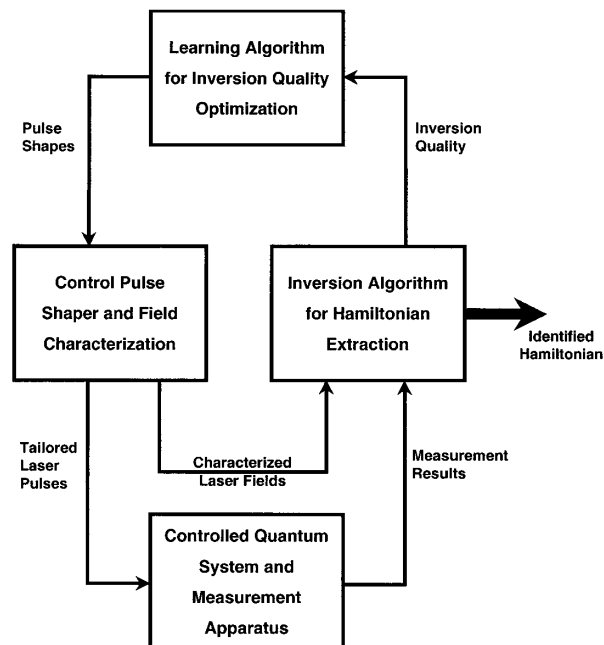 Learning Algorithm
for Inversion Quality
Optimization
Pulse
Shapes
Inversion
Quality
Control Pulse
Shaper and Field
Characterization
Inversion Algorithm
for Hamiltonian
Extraction
Identified
Hamiltonian
Tailored
Laser
Pulses
Characterized
Laser Fields
Measurement
Results
Controlled Quantum
System and
Measurement
Apparatus